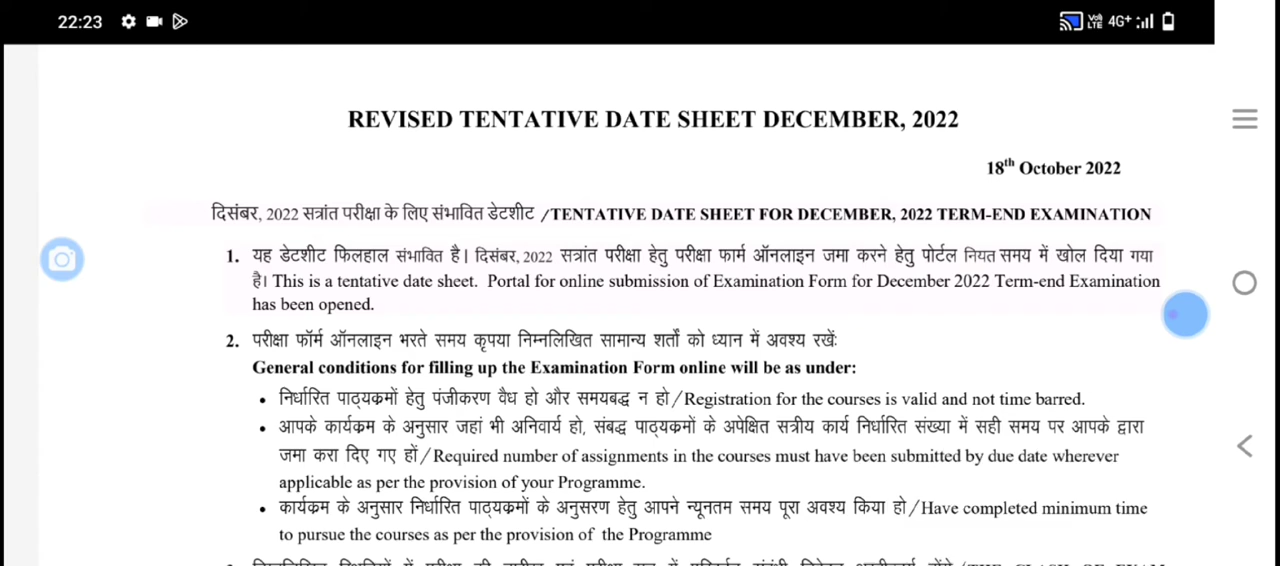 22:23
Vo) LTE 4G+
REVISED TENTATIVE DATE SHEET DECEMBER, 2022
18th October 2022
दिसंबर, 2022 सत्रांत परीक्षा के लिए संभावित डेटशीट /TENTATIVE DATE SHEET FOR DECEMBER, 2022 TERM-END EXAMINATION
1. यह डेटशीट फिलहाल संभावित है। दिसंबर, 2022 सत्रांत परीक्षा हेतु परीक्षा फार्म ऑनलाइन जमा करने हेतु पोर्टल नियत समय में खोल दिया गया
है। This is a tentative date sheet. Portal for online submission of Examination Form for December 2022 Term-end Examination
has been opened.
2. परीक्षा फॉर्म ऑनलाइन भरते समय कृपया निम्नलिखित सामान्य शर्तों को ध्यान में अवश्य रखें:
General conditions for filling up the Examination Form online will be as under:
• निर्धारित पाठ्यक्रमों हेतु पंजीकरण वैध हो और समयबद्ध न हो/Registration for the courses is valid and not time barred.
• आपके कार्यक्रम के अनुसार जहां भी अनिवार्य हो, संबद्ध पाठ्यक्रमों के अपेक्षित सत्रीय कार्य निर्धारित संख्या में सही समय पर आपके द्वारा
जमा करा दिए गए हों/Required number of assignments in the courses must have been submitted by due date wherever
applicable as per the provision of your Programme.
• कार्यक्रम के अनुसार निर्धारित पाठ्यक्रमों के अनुसरण हेतु आपने न्यूनतम समय पूरा अवश्य किया हो/Have completed minimum time
to pursue the courses as per the provision of the Programme